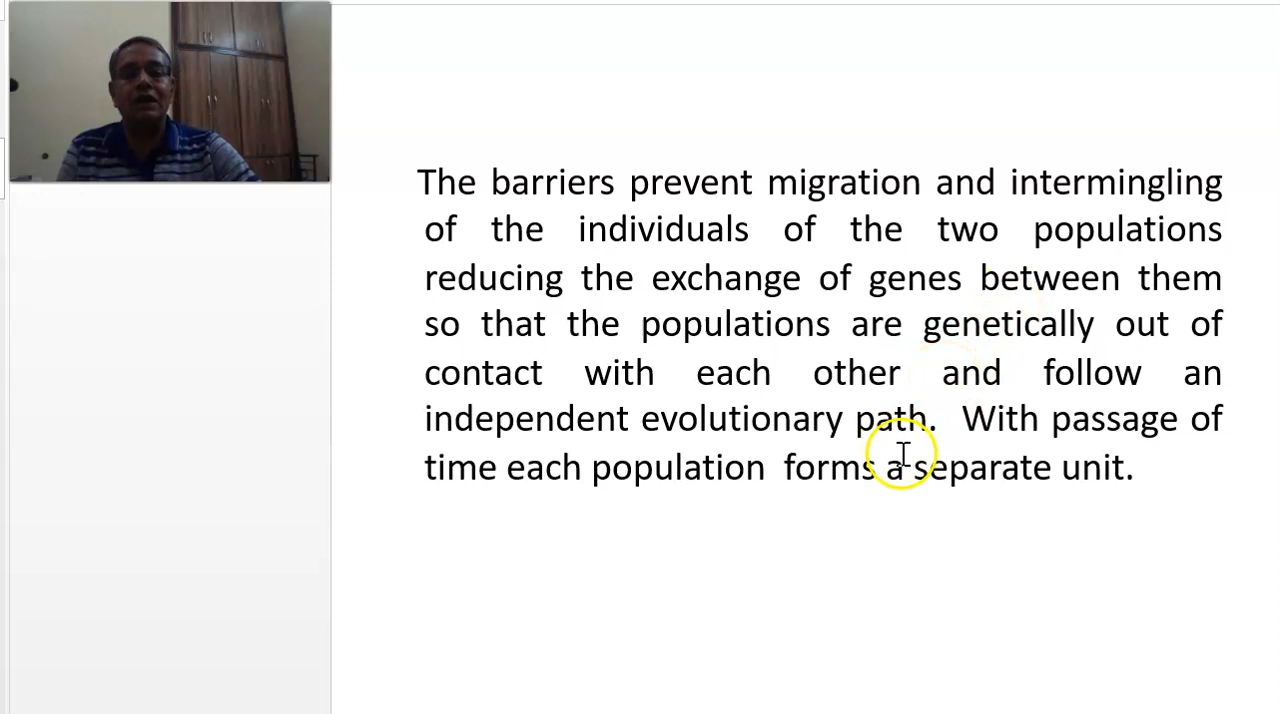 The barriers prevent migration and intermingling
of the individuals of the two populations
reducing the exchange of genes between them
so that the populations are genetically out of
contact with each other and follow an
independent evolutionary path. With passage of
time each population forms a separate unit.